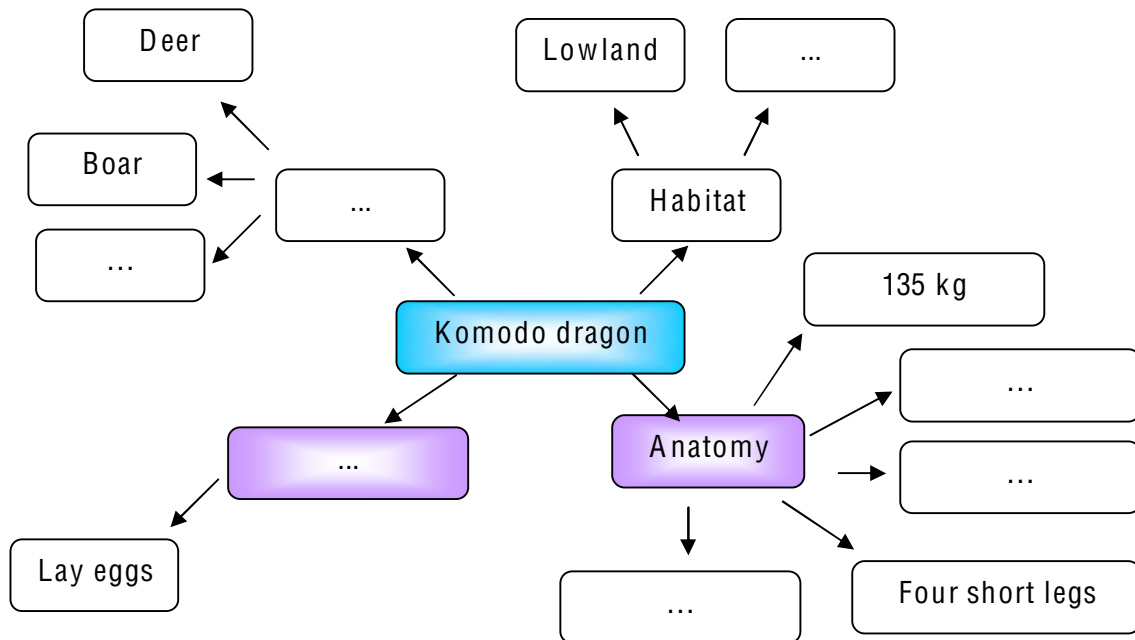 Deer
Lowland
...
Boar
...
Habitat
...
135 kg
Komodo dragon
...
Anatomy
...
...
Lay eggs
...
Four short legs